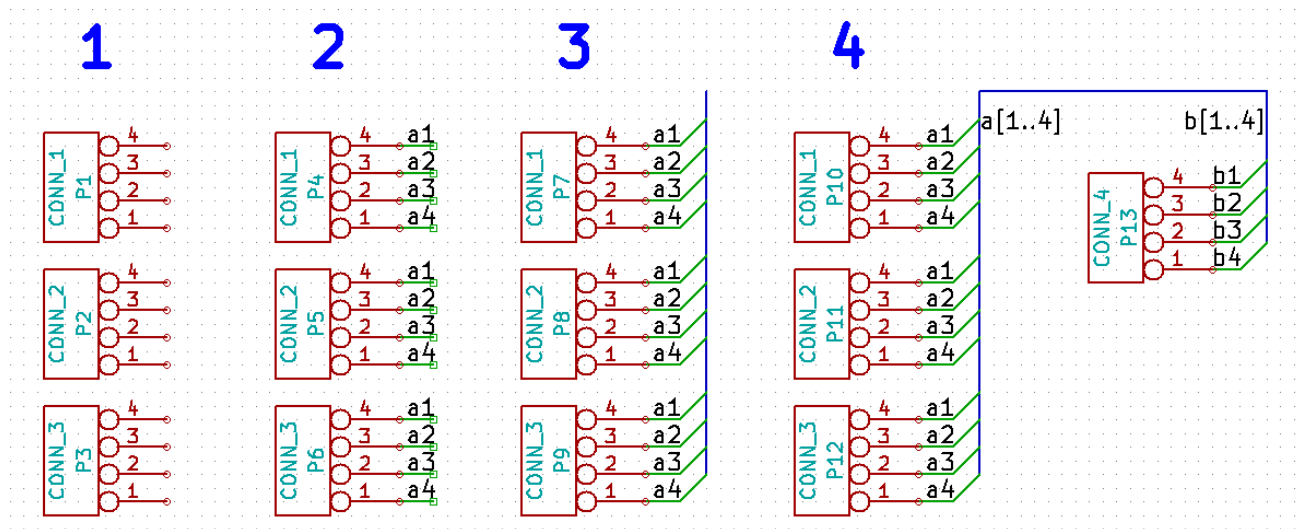 1 2 3 4
CONN_1
P1
4
3
2
1
CONN_2
P2
4
3
2
1
CONN_3
P3
4
3
2
1
CONN_1
P4
4 a1
3 a2
2 a3
1 a4
CONN_2
P5
4 a1
3 a2
2 a3
1 a4
CONN_3
P6
4 a1
3 a2
2 a3
1 a4
CONN_1
P7
4 a1
3 a2
2 a3
1 a4
CONN_2
P8
4 a1
3 a2
2 a3
1 a4
CONN_3
P9
4 a1
3 a2
2 a3
1 a4
CONN_1
P10
4 a1
3 a2
2 a3
1 a4
CONN_2
P11
4 a1
3 a2
2 a3
1 a4
CONN_3
P12
4 a1
3 a2
2 a3
1 a4
a[1..4] b[1..4]
CONN_4
P13
4 b1
3 b2
2 b3
1 b4